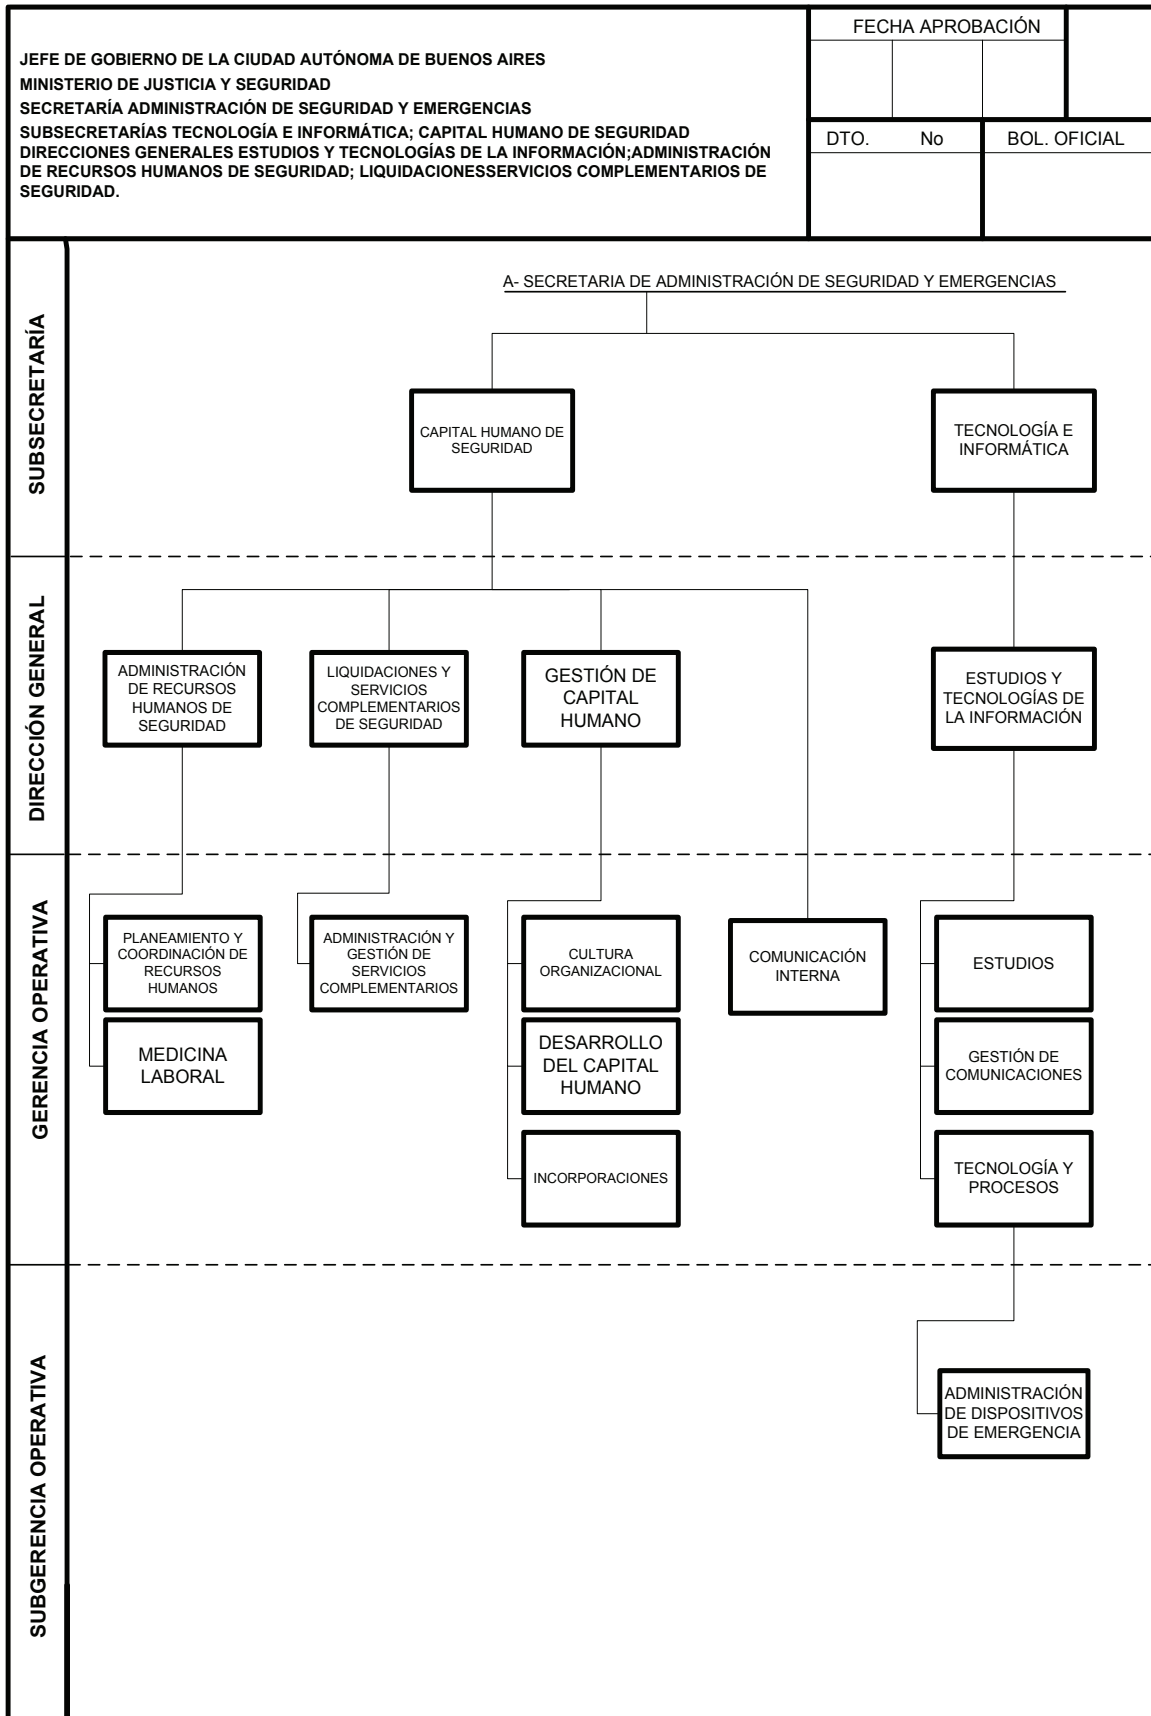 JEFE DE GOBIERNO DE LA CIUDAD AUTÓNOMA DE BUENOS AIRES
MINISTERIO DE JUSTICIA Y SEGURIDAD
SECRETARÍA ADMINISTRACIÓN DE SEGURIDAD Y EMERGENCIAS
SUBSECRETARÍAS TECNOLOGÍA E INFORMÁTICA; CAPITAL HUMANO DE SEGURIDAD
DIRECCIONES GENERALES ESTUDIOS Y TECNOLOGÍAS DE LA INFORMACIÓN;ADMINISTRACIÓN
DE RECURSOS HUMANOS DE SEGURIDAD; LIQUIDACIONESSERVICIOS COMPLEMENTARIOS DE
SEGURIDAD.
FECHA APROBACIÓN
DTO. No
BOL. OFICIAL
SUBSECRETARÍA
A- SECRETARIA DE ADMINISTRACIÓN DE SEGURIDAD Y EMERGENCIAS
CAPITAL HUMANO DE
SEGURIDAD
TECNOLOGÍA E
INFORMÁTICA
DIRECCIÓN GENERAL
ADMINISTRACIÓN
DE RECURSOS
HUMANOS DE
SEGURIDAD
LIQUIDACIONES Y
SERVICIOS
COMPLEMENTARIOS
DE SEGURIDAD
GESTIÓN DE
CAPITAL
HUMANO
ESTUDIOS Y
TECNOLOGÍAS DE
LA INFORMACIÓN
GERENCIA OPERATIVA
PLANEAMIENTO Y
COORDINACIÓN DE
RECURSOS
HUMANOS
MEDICINA
LABORAL
ADMINISTRACIÓN Y
GESTIÓN DE
SERVICIOS
COMPLEMENTARIOS
CULTURA
ORGANIZACIONAL
DESARROLLO
DEL CAPITAL
HUMANO
INCORPORACIONES
COMUNICACIÓN
INTERNA
ESTUDIOS
GESTIÓN DE
COMUNICACIONES
TECNOLOGÍA Y
PROCESOS
SUBGERENCIA OPERATIVA
ADMINISTRACIÓN
DE DISPOSITIVOS
DE EMERGENCIA